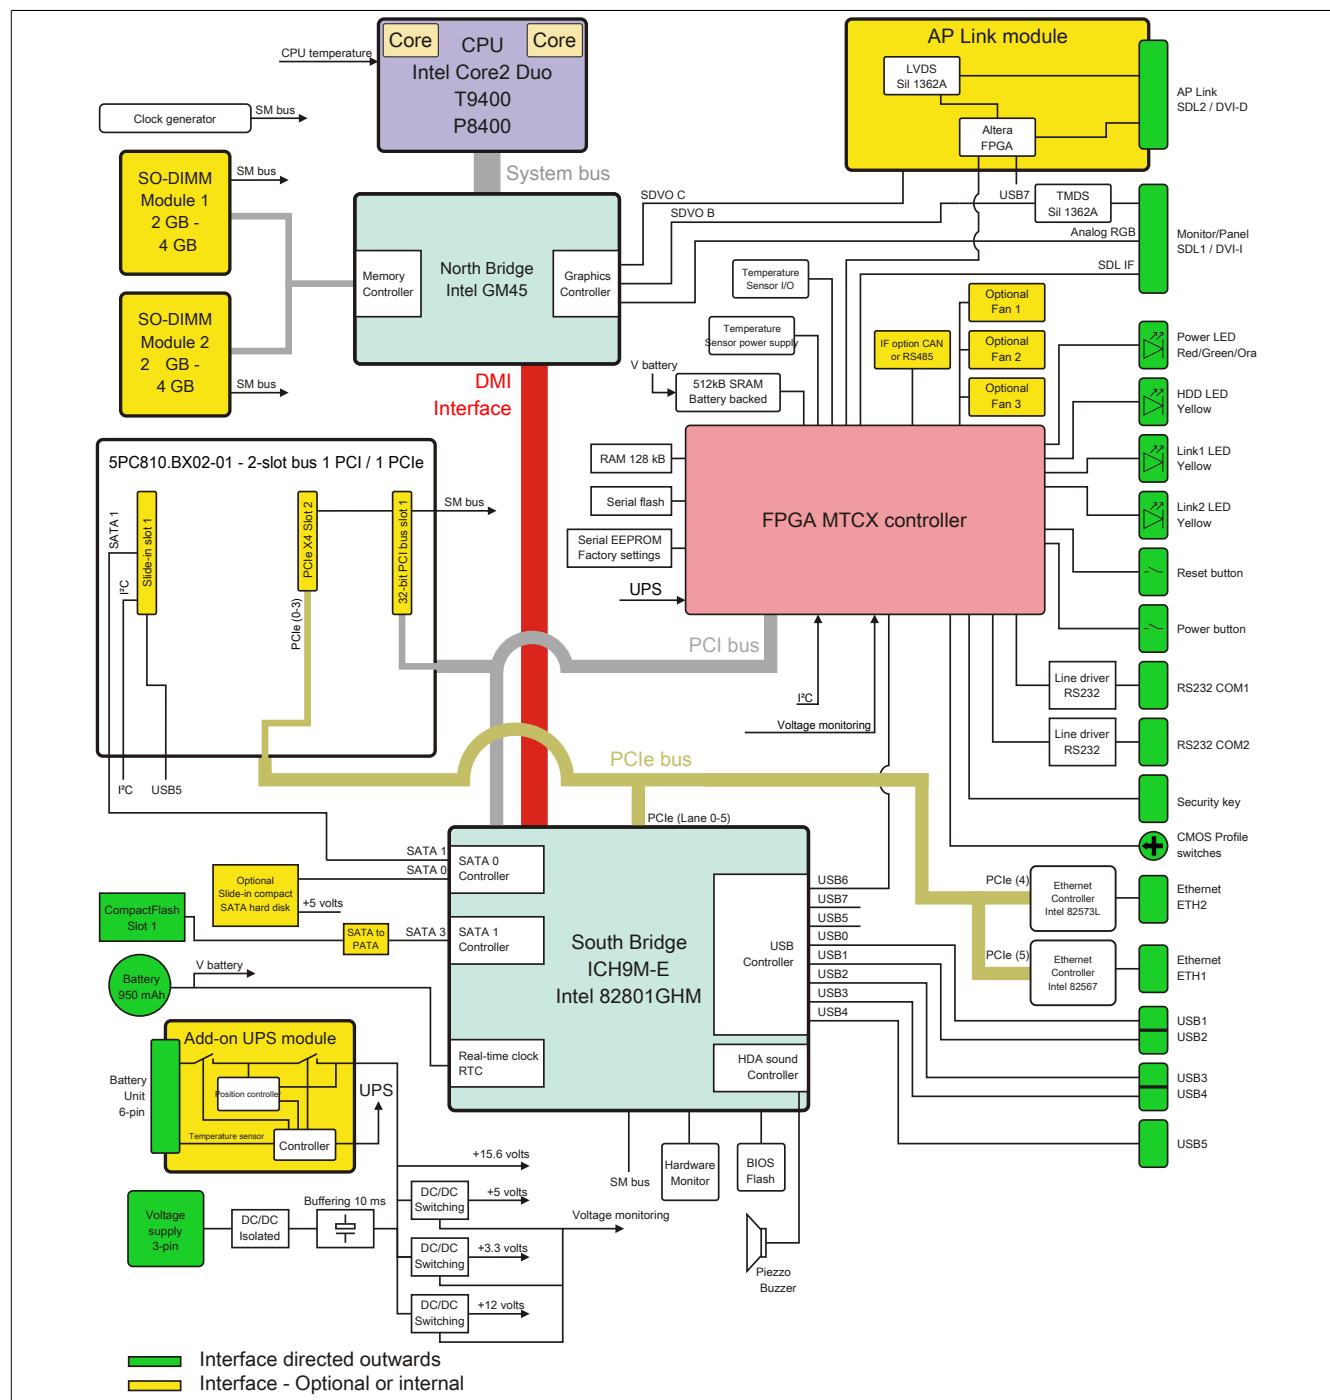 Core
CPU
Core
Intel Core2 Duo
T9400
P8400
CPU temperature
Clock generator
SM bus
SO-DIMM
Module 1
2 GB -
4 GB
SM bus
SO-DIMM
Module 2
2 GB -
4 GB
SM bus
System bus
Memory
Controller
North Bridge
Intel GM45
Graphics
Controller
DMI
Interface
AP Link module
LVDS
Sil 1362A
Altera
FPGA
AP Link
SDL2 / DVI-D
SDVO C
SDVO B
USB7
TMDS
Sil 1362A
Analog RGB
Monitor/Panel
SDL1 / DVI-I
SDL IF
Temperature
Sensor I/O
Temperature
Sensor power supply
V battery
512kB SRAM
Battery backed
IF option CAN
or RS485
Optional
Fan 1
Optional
Fan 2
Optional
Fan 3
Power LED
Red/Green/Ora
HDD LED
Yellow
Link1 LED
Yellow
Link2 LED
Yellow
Reset button
Power button
RAM 128 kB
Serial flash
Serial EEPROM
Factory settings
UPS
FPGA MTCX controller
5PC810.BX02-01 - 2-slot bus 1 PCI / 1 PCIe
SATA 1
I²C
Slide-in slot 1
PCIe X4 Slot 2
PCIe (0-3)
32-bit PCI bus slot 1
SM bus
I²C
USB5
PCI bus
I²C
Voltage monitoring
Line driver
RS232
RS232 COM1
Line driver
RS232
RS232 COM2
Security key
CMOS Profile
switches
PCIe bus
PCIe (Lane 0-5)
SATA 1
SATA 0
SATA 0
Controller
Optional
Slide-in compact
SATA hard disk
+5 volts
CompactFlash
Slot 1
SATA to
PATA
SATA 3
SATA 1
Controller
V battery
Battery
950 mAh
South Bridge
ICH9M-E
Intel 82801GHM
USB
Controller
Real-time clock
RTC
HDA sound
Controller
USB6
USB7
USB5
USB0
USB1
USB2
USB3
USB4
PCIe (4)
Ethernet
Controller
Intel 82573L
Ethernet
ETH2
PCIe (5)
Ethernet
Controller
Intel 82567
Ethernet
ETH1
USB1
USB2
USB3
USB4
USB5
Add-on UPS module
Battery
Unit
6-pin
Position controller
Temperature sensor
Controller
UPS
Voltage
supply
3-pin
DC/DC
Isolated
Buffering 10 ms
+15.6 volts
DC/DC
Switching
+5 volts
Voltage monitoring
DC/DC
Switching
+3.3 volts
DC/DC
Switching
+12 volts
SM bus
Hardware
Monitor
BIOS
Flash
Piezzo
Buzzer
Interface directed outwards
Interface - Optional or internal